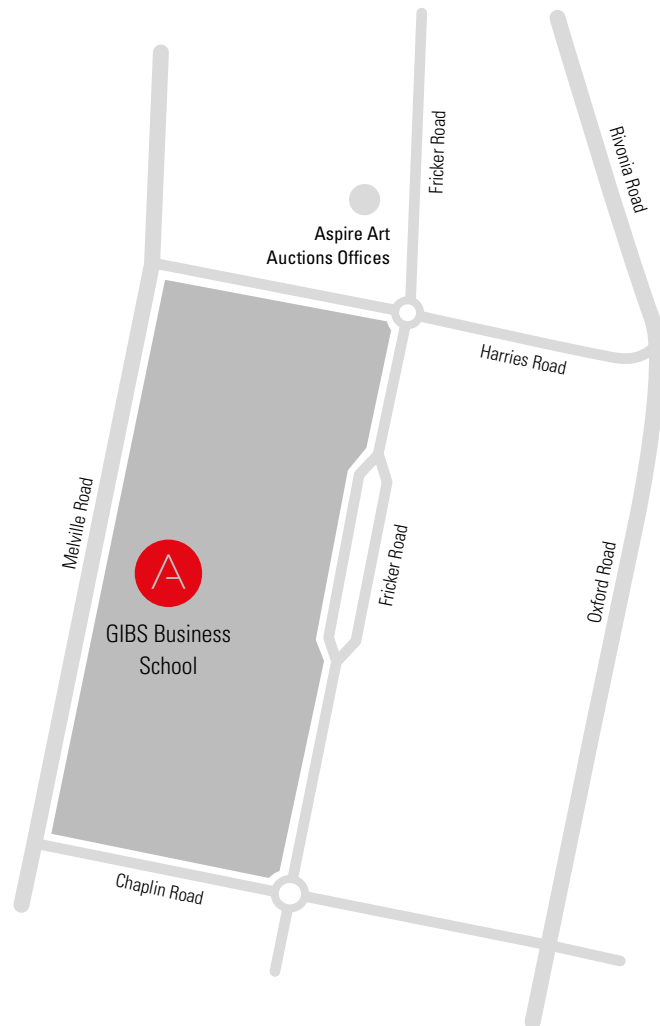 Fricker Road
Rivonia Road
Aspire Art
Auctions Offices
Harries Road
Melville Road
Fricker Road
Oxford Road
GIBS Business
School
Chaplin Road